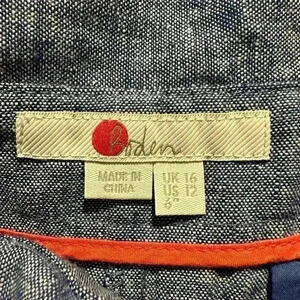 Boden
MADE IN
CHINA
UK 16
US 12
6"